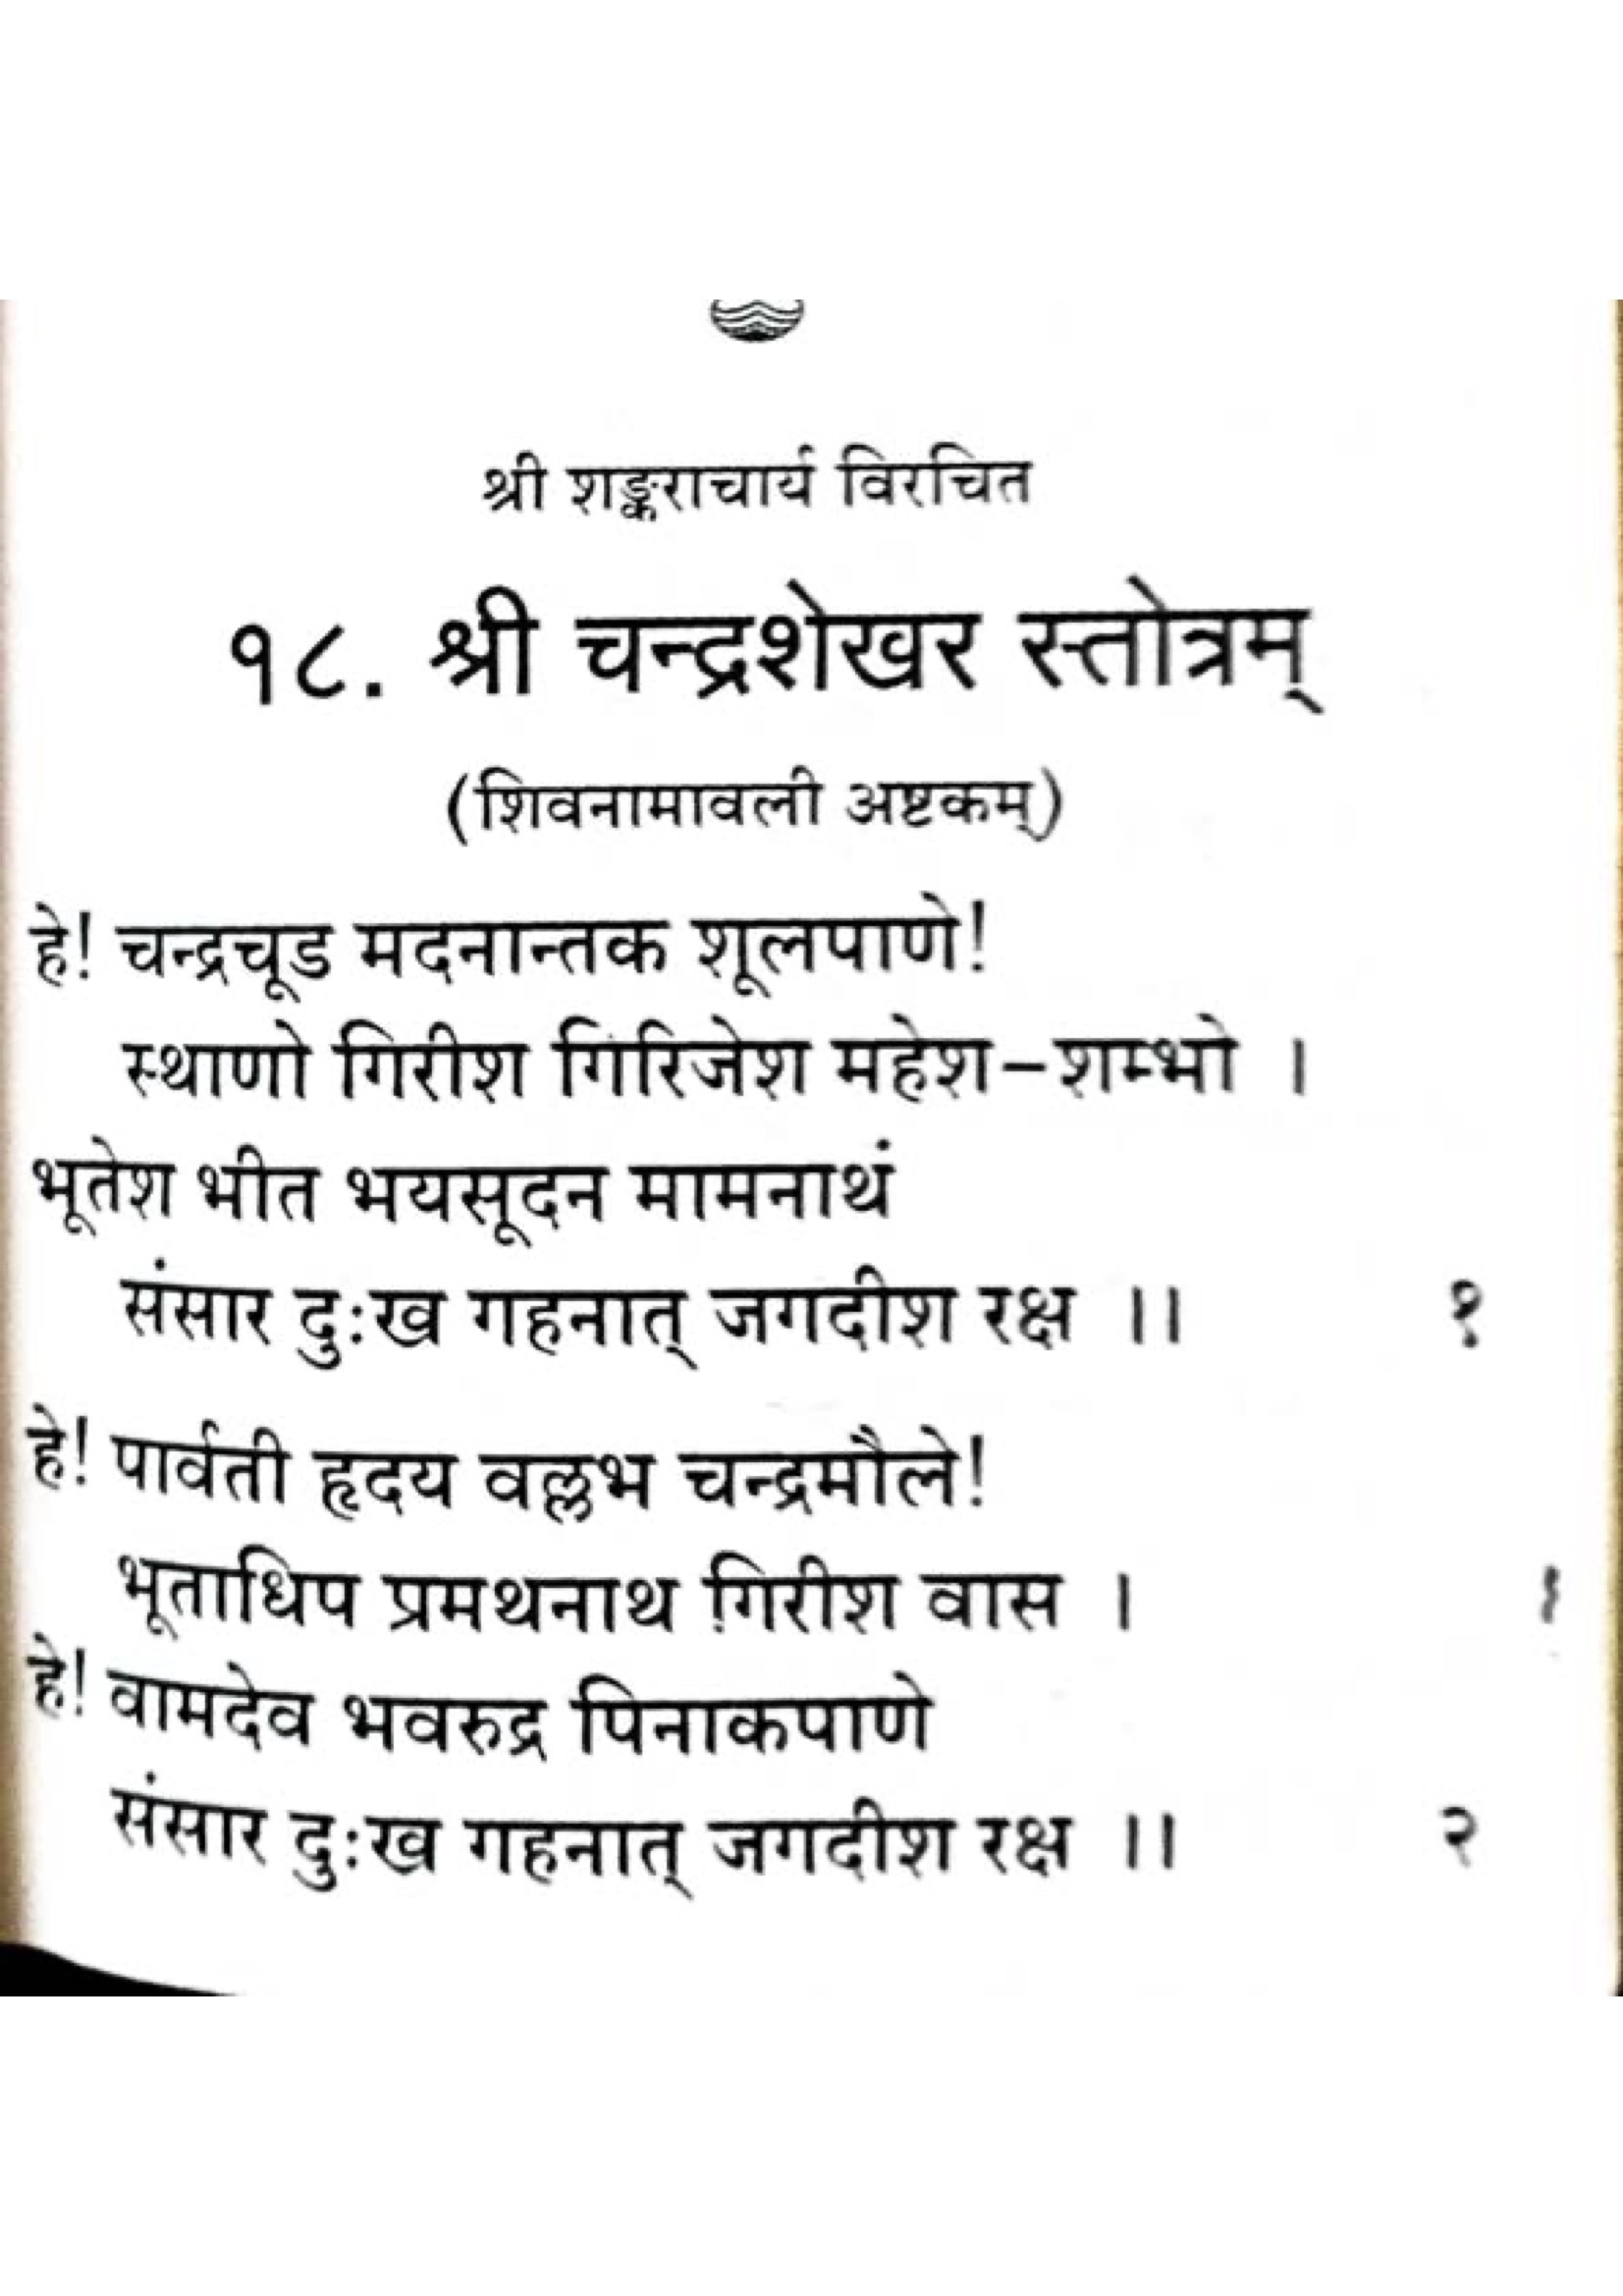 श्री शङ्कराचार्य विरचित
१८. श्री चन्द्रशेखर स्तोत्रम्
(शिवनामावली अष्टकम्)
हे! चन्द्रचूड मदनान्तक शूलपाणे!
स्थाणो गिरीश गिरिजेश महेश-शम्भो ।
भूतेश भीत भयसूदन मामनाथं
संसार दुःख गहनात् जगदीश रक्ष ।। १
हे! पार्वती हृदय वल्लभ चन्द्रमौले!
भूताधिप प्रमथनाथ गिरीश वास ।
हे! वामदेव भवरुद्र पिनाकपाणे
संसार दुःख गहनात् जगदीश रक्ष ।। २